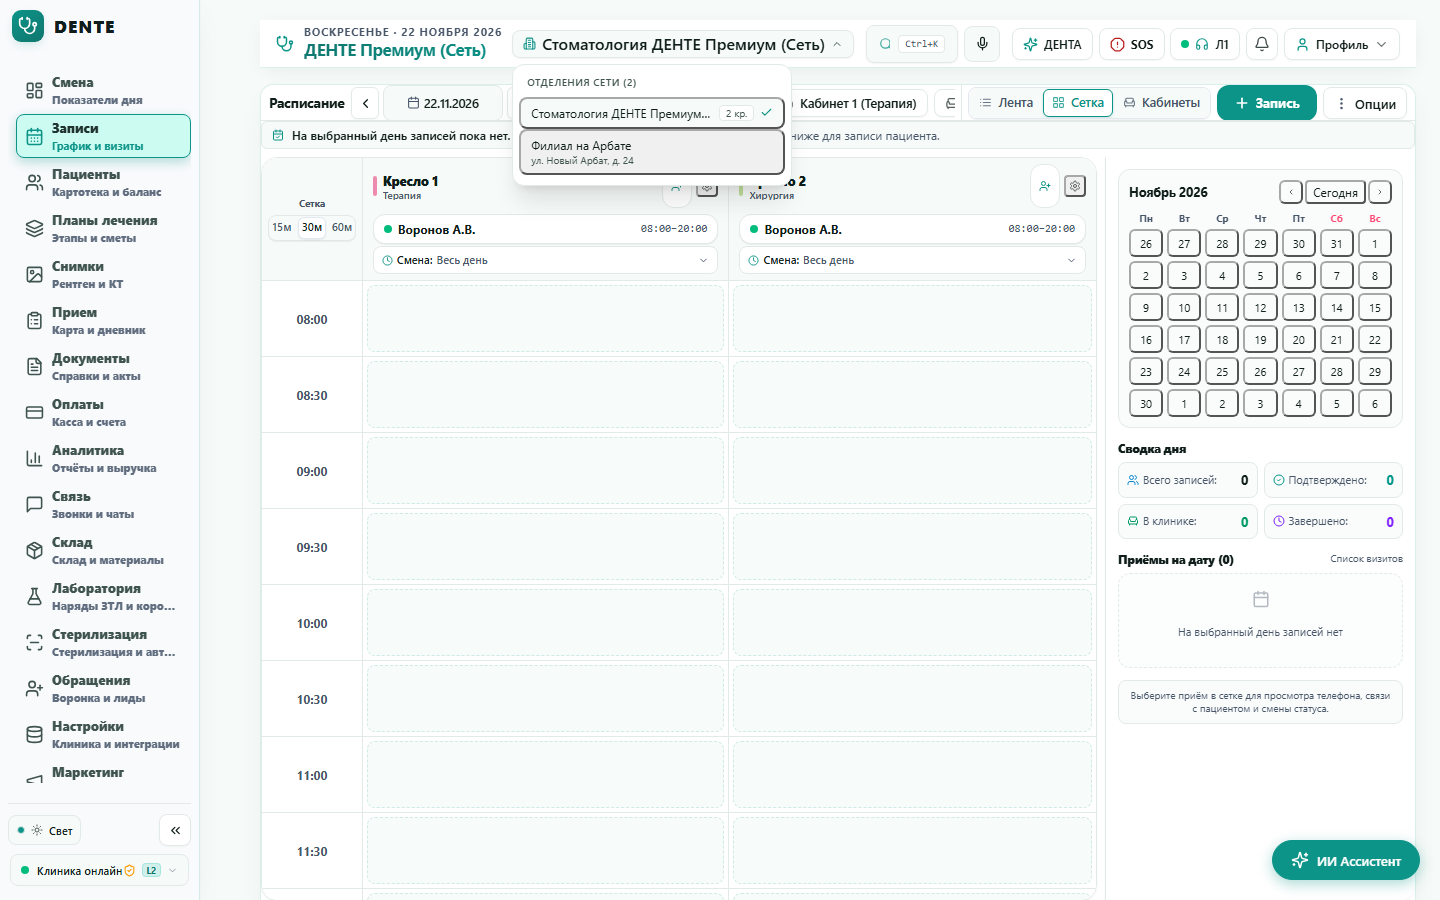 DENTE
Смена
Показатели дня
Записи
График и визиты
Пациенты
Картотека и баланс
Планы лечения
Этапы и сметы
Снимки
Рентген и КТ
Прием
Карта и дневник
Документы
Справки и акты
Оплаты
Касса и счета
Аналитика
Отчёты и выручка
Связь
Звонки и чаты
Склад
Склад и материалы
Лаборатория
Наряды ЗТЛ и коро...
Стерилизация
Стерилизация и авт...
Обращения
Воронка и лиды
Настройки
Клиника и интеграции
Маркетинг
Свет
Клиника онлайн L2
ВОСКРЕСЕНЬЕ · 22 НОЯБРЯ 2026
ДЕНТЕ Премиум (Сеть)
Стоматология ДЕНТЕ Премиум (Сеть)
Ctrl+K
ДЕНТА
SOS
Л1
Профиль
ОТДЕЛЕНИЯ СЕТИ (2)
Стоматология ДЕНТЕ Премиум... 2 кр.
Филиал на Арбате
ул. Новый Арбат, д. 24
Расписание
22.11.2026
Кабинет 1 (Терапия)
Лента
Сетка
Кабинеты
Запись
Опции
На выбранный день записей пока нет.
ниже для записи пациента.
Сетка
15м 30м 60м
Кресло 1
Терапия
Воронов А.В. 08:00–20:00
Смена: Весь день
о 2
Хирургия
Воронов А.В. 08:00–20:00
Смена: Весь день
08:00
08:30
09:00
09:30
10:00
10:30
11:00
11:30
Ноябрь 2026
‹ Сегодня ›
Пн Вт Ср Чт Пт Сб Вс
26 27 28 29 30 31 1
2 3 4 5 6 7 8
9 10 11 12 13 14 15
16 17 18 19 20 21 22
23 24 25 26 27 28 29
30 1 2 3 4 5 6
Сводка дня
Всего записей: 0
Подтверждено: 0
В клинике: 0
Завершено: 0
Приёмы на дату (0)
Список визитов
На выбранный день записей нет
Выберите приём в сетке для просмотра телефона, связи
с пациентом и смены статуса.
ИИ Ассистент